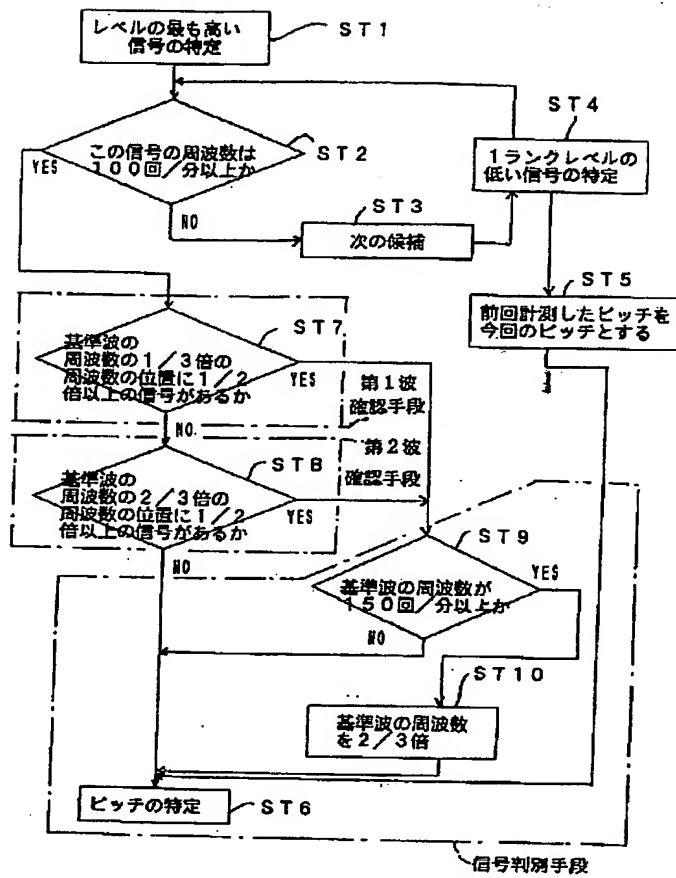 レベルの最も高い
信号の特定
ST1
この信号の周波数は
100回/分以上か
ST2
YES
NO
ST3
次の候補
ST4
1ランクレベルの
低い信号の特定
ST5
前回計測したピッチを
今回のピッチとする
ST7
基準波の
周波数の1/3倍の
周波数の位置に1/2
倍以上の信号があるか
YES
NO
第1波
確認手段
ST8
基準波の
周波数の2/3倍の
周波数の位置に1/2
倍以上の信号があるか
YES
NO
第2波
確認手段
ST9
基準波の周波数が
150回/分以上か
YES
NO
ST10
基準波の周波数
を2/3倍
ピッチの特定
ST6
信号判別手段